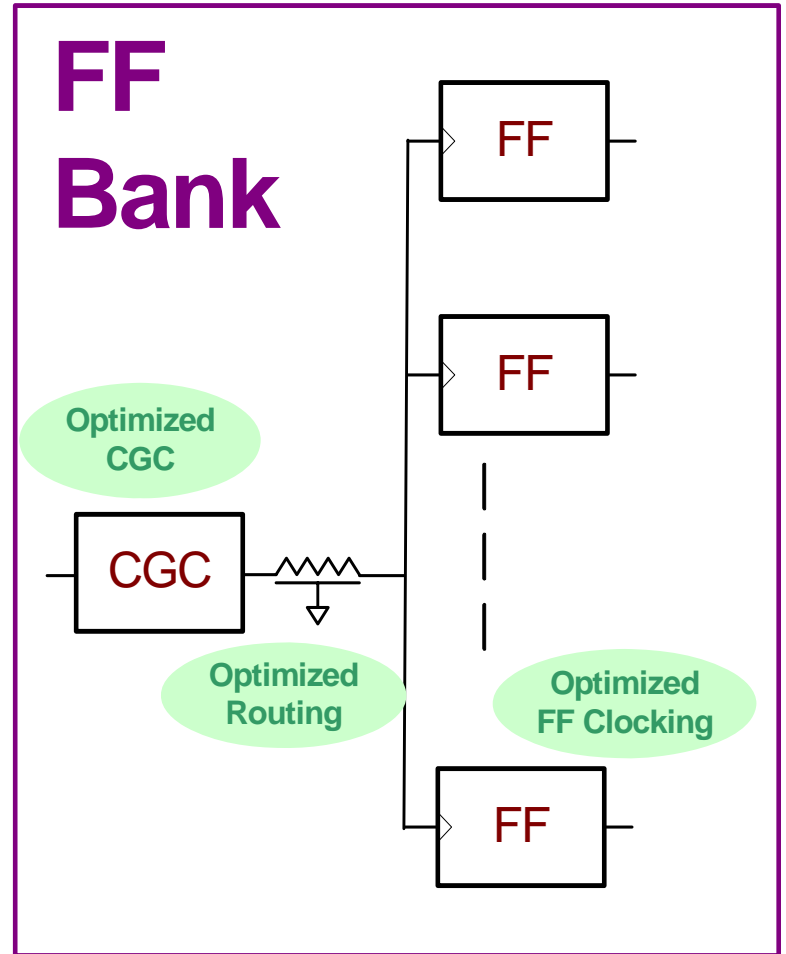 FF
Bank
FF
FF
Optimized
CGC
CGC
Optimized
Routing
Optimized
FF Clocking
FF